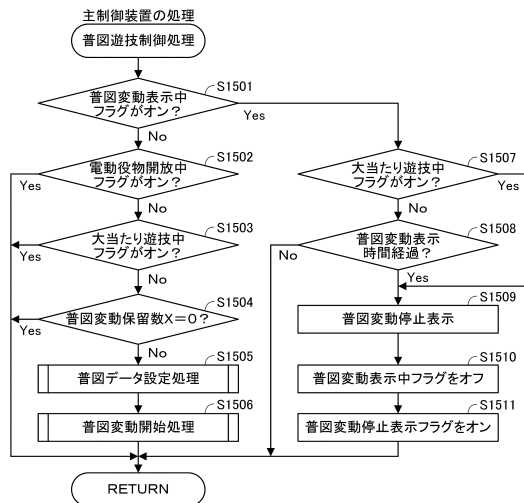 主制御装置の処理
普図遊技制御処理
S1501
普図変動表示中
フラグがオン？
Yes
No
S1502
電動役物開放中
フラグがオン？
Yes
No
S1503
大当たり遊技中
フラグがオン？
Yes
No
S1504
普図変動保留数X＝0？
Yes
No
S1505
普図データ設定処理
S1506
普図変動開始処理
S1507
大当たり遊技中
フラグがオン？
Yes
No
S1508
普図変動表示
時間経過？
No
Yes
S1509
普図変動停止表示
S1510
普図変動表示中フラグをオフ
S1511
普図変動停止表示フラグをオン
RETURN